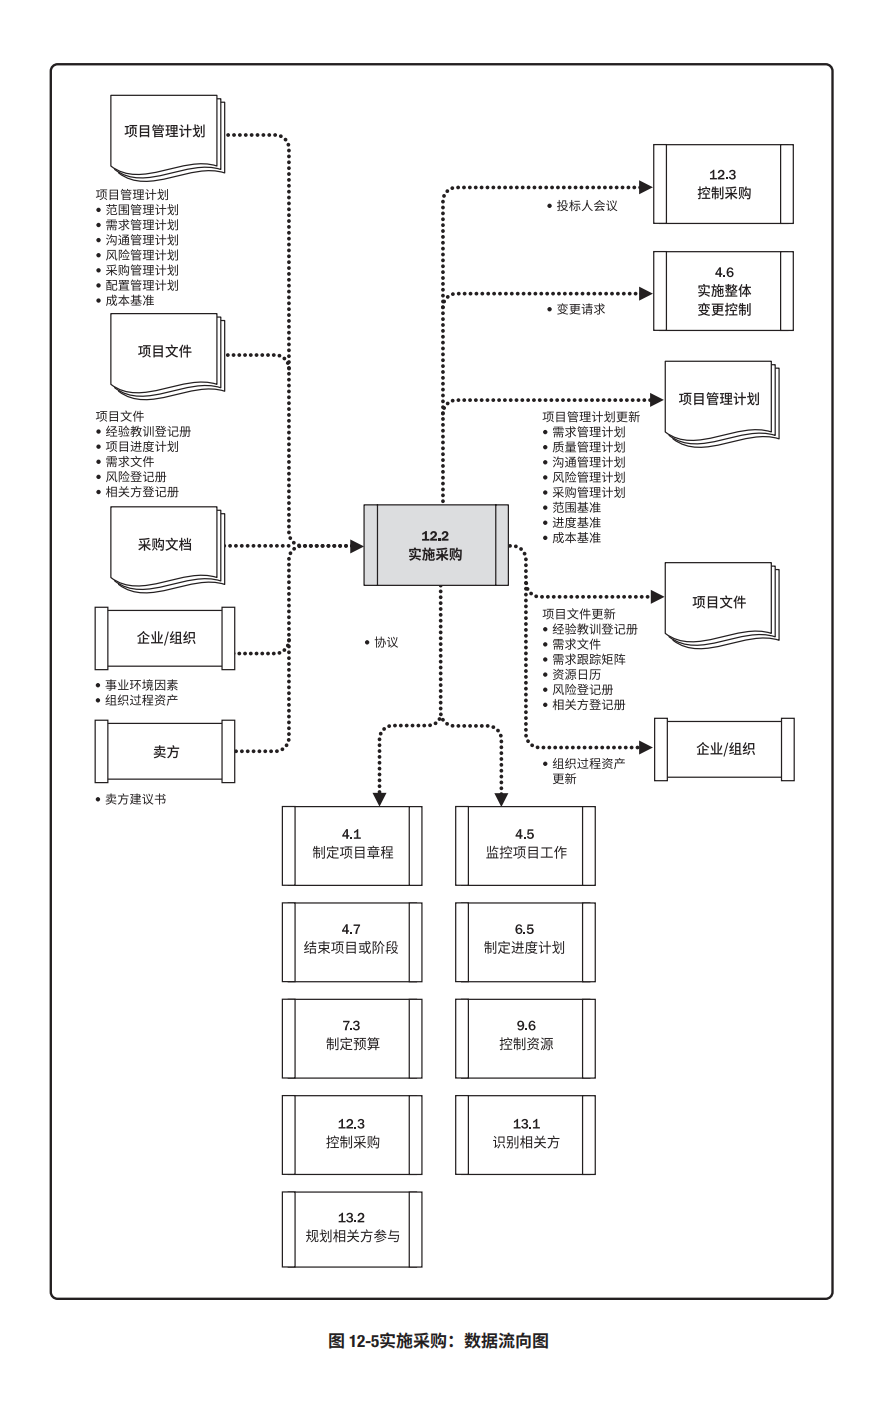 项目管理计划
项目管理计划
• 范围管理计划
• 需求管理计划
• 沟通管理计划
• 风险管理计划
• 采购管理计划
• 配置管理计划
• 成本基准
项目文件
项目文件
• 经验教训登记册
• 项目进度计划
• 需求文件
• 风险登记册
• 相关方登记册
采购文档
企业/组织
• 事业环境因素
• 组织过程资产
卖方
• 卖方建议书
12.2
实施采购
• 投标人会议
12.3
控制采购
• 变更请求
4.6
实施整体
变更控制
项目管理计划
项目管理计划更新
• 需求管理计划
• 质量管理计划
• 沟通管理计划
• 风险管理计划
• 采购管理计划
• 范围基准
• 进度基准
• 成本基准
项目文件
项目文件更新
• 经验教训登记册
• 需求文件
• 需求跟踪矩阵
• 资源日历
• 风险登记册
• 相关方登记册
企业/组织
• 组织过程资产
更新
• 协议
4.1
制定项目章程
4.5
监控项目工作
4.7
结束项目或阶段
6.5
制定进度计划
7.3
制定预算
9.6
控制资源
12.3
控制采购
13.1
识别相关方
13.2
规划相关方参与
图 12-5实施采购：数据流向图